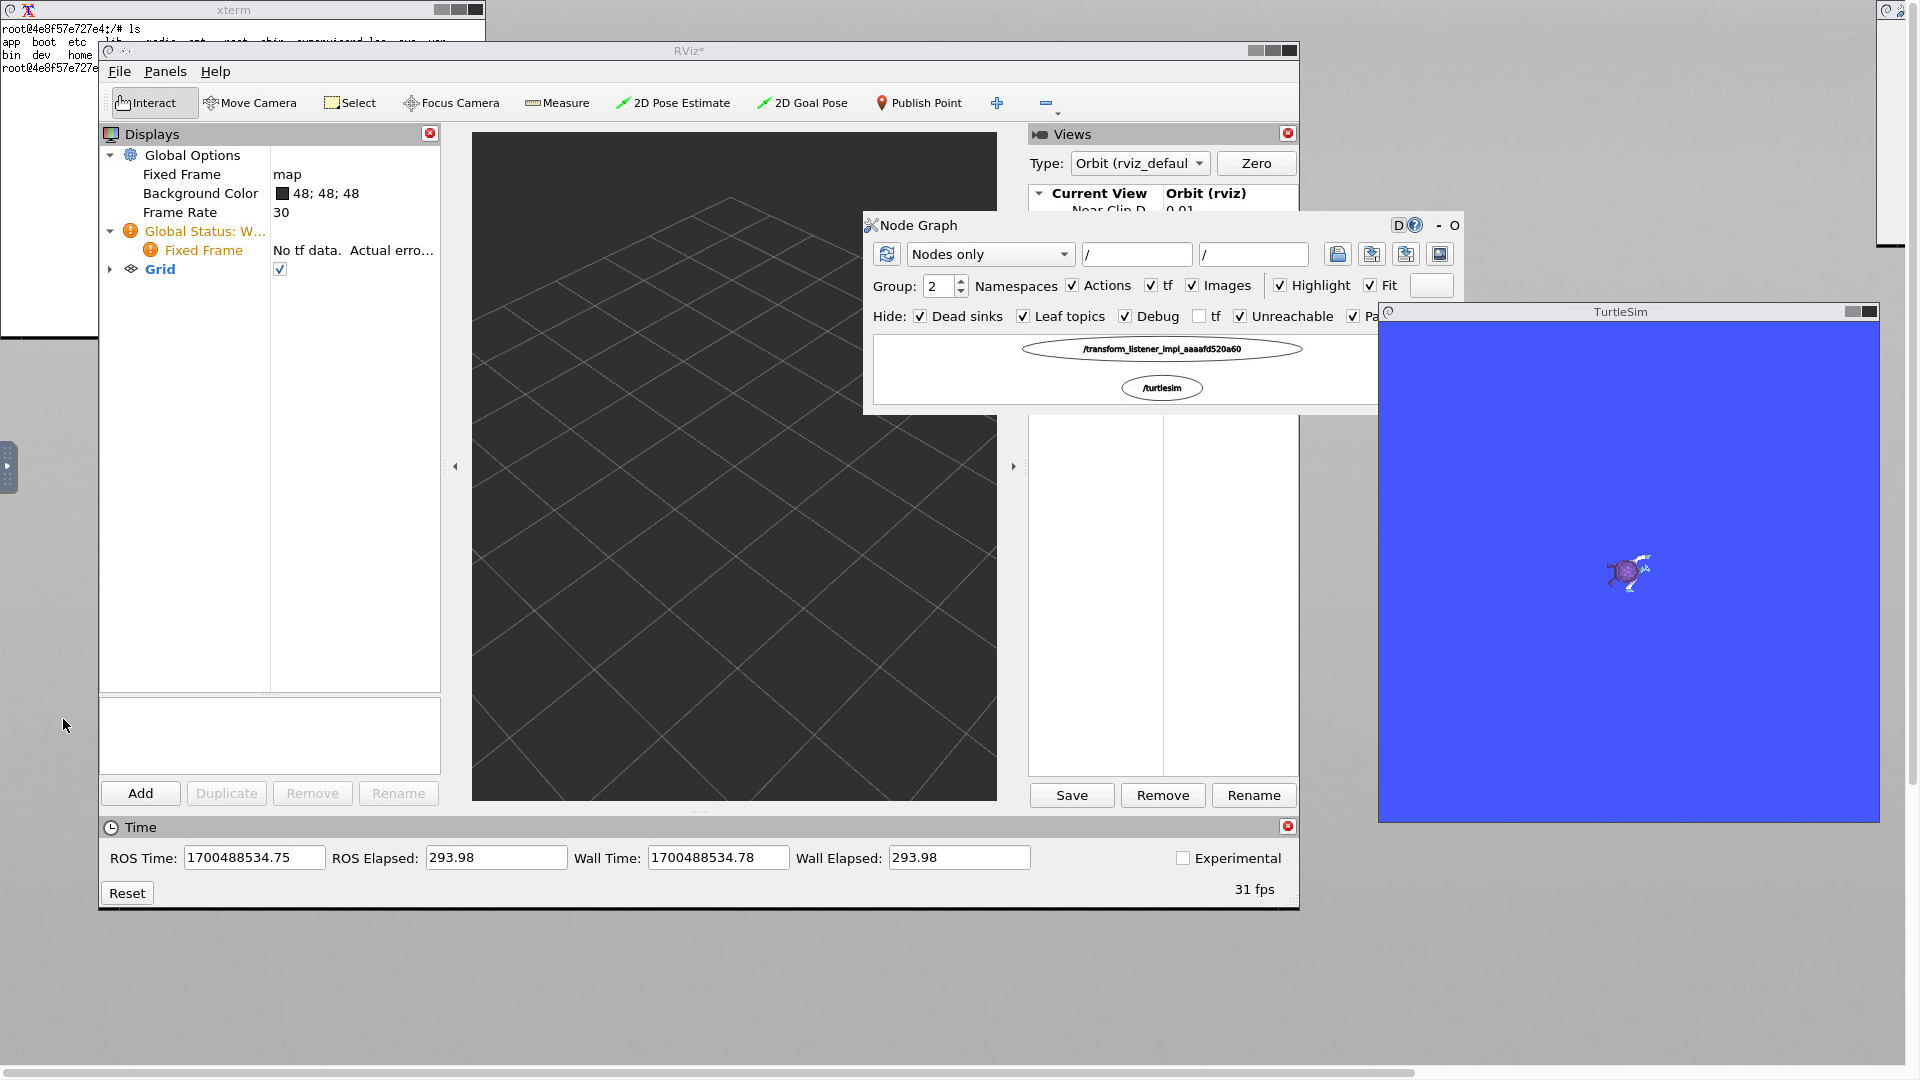 xterm
root@4e8f57e727e4:/# ls
app boot etc
bin dev home
root@4e8f57e727e
RViz*
File Panels Help
Interact Move Camera Select Focus Camera Measure 2D Pose Estimate 2D Goal Pose Publish Point
Displays
Global Options
Fixed Frame map
Background Color 48; 48; 48
Frame Rate 30
Global Status: W...
Fixed Frame No tf data. Actual erro...
Grid
Add Duplicate Remove Rename
Views
Type: Orbit (rviz_defaul Zero
Current View Orbit (rviz)
Near Clip D 0.01
Save Remove Rename
Node Graph D - O
Nodes only / /
Group: 2 Namespaces Actions tf Images Highlight Fit
Hide: Dead sinks Leaf topics Debug tf Unreachable Pa
/transform_listener_impl_aaaafd520a60
/turtlesim
TurtleSim
Time
ROS Time: 1700488534.75 ROS Elapsed: 293.98 Wall Time: 1700488534.78 Wall Elapsed: 293.98 Experimental
Reset 31 fps